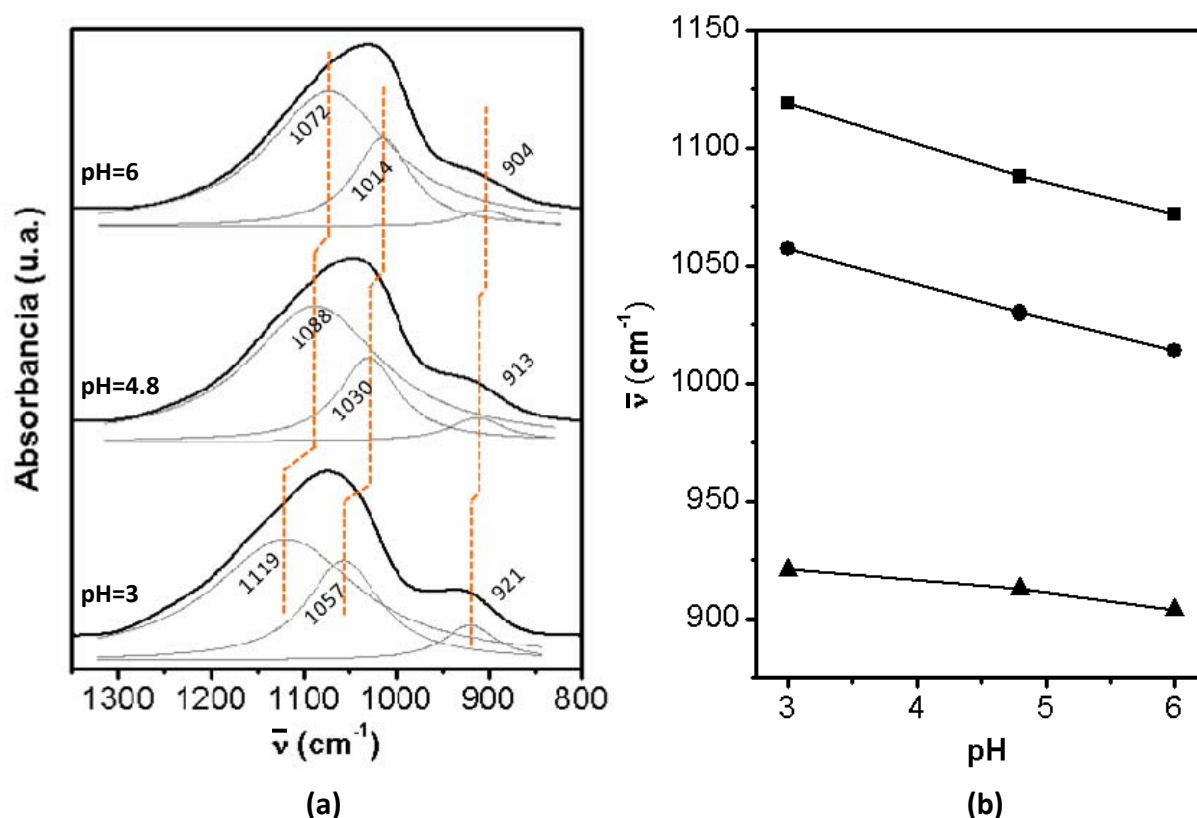 Absorbancia (u.a.)
pH=6
1072
1014
904
pH=4.8
1088
1030
913
pH=3
1119
1057
921
1300 1200 1100 1000 900 800
ν̅ (cm⁻¹)
(a)
ν̅ (cm⁻¹)
1150
1100
1050
1000
950
900
3 4 5 6
pH
(b)